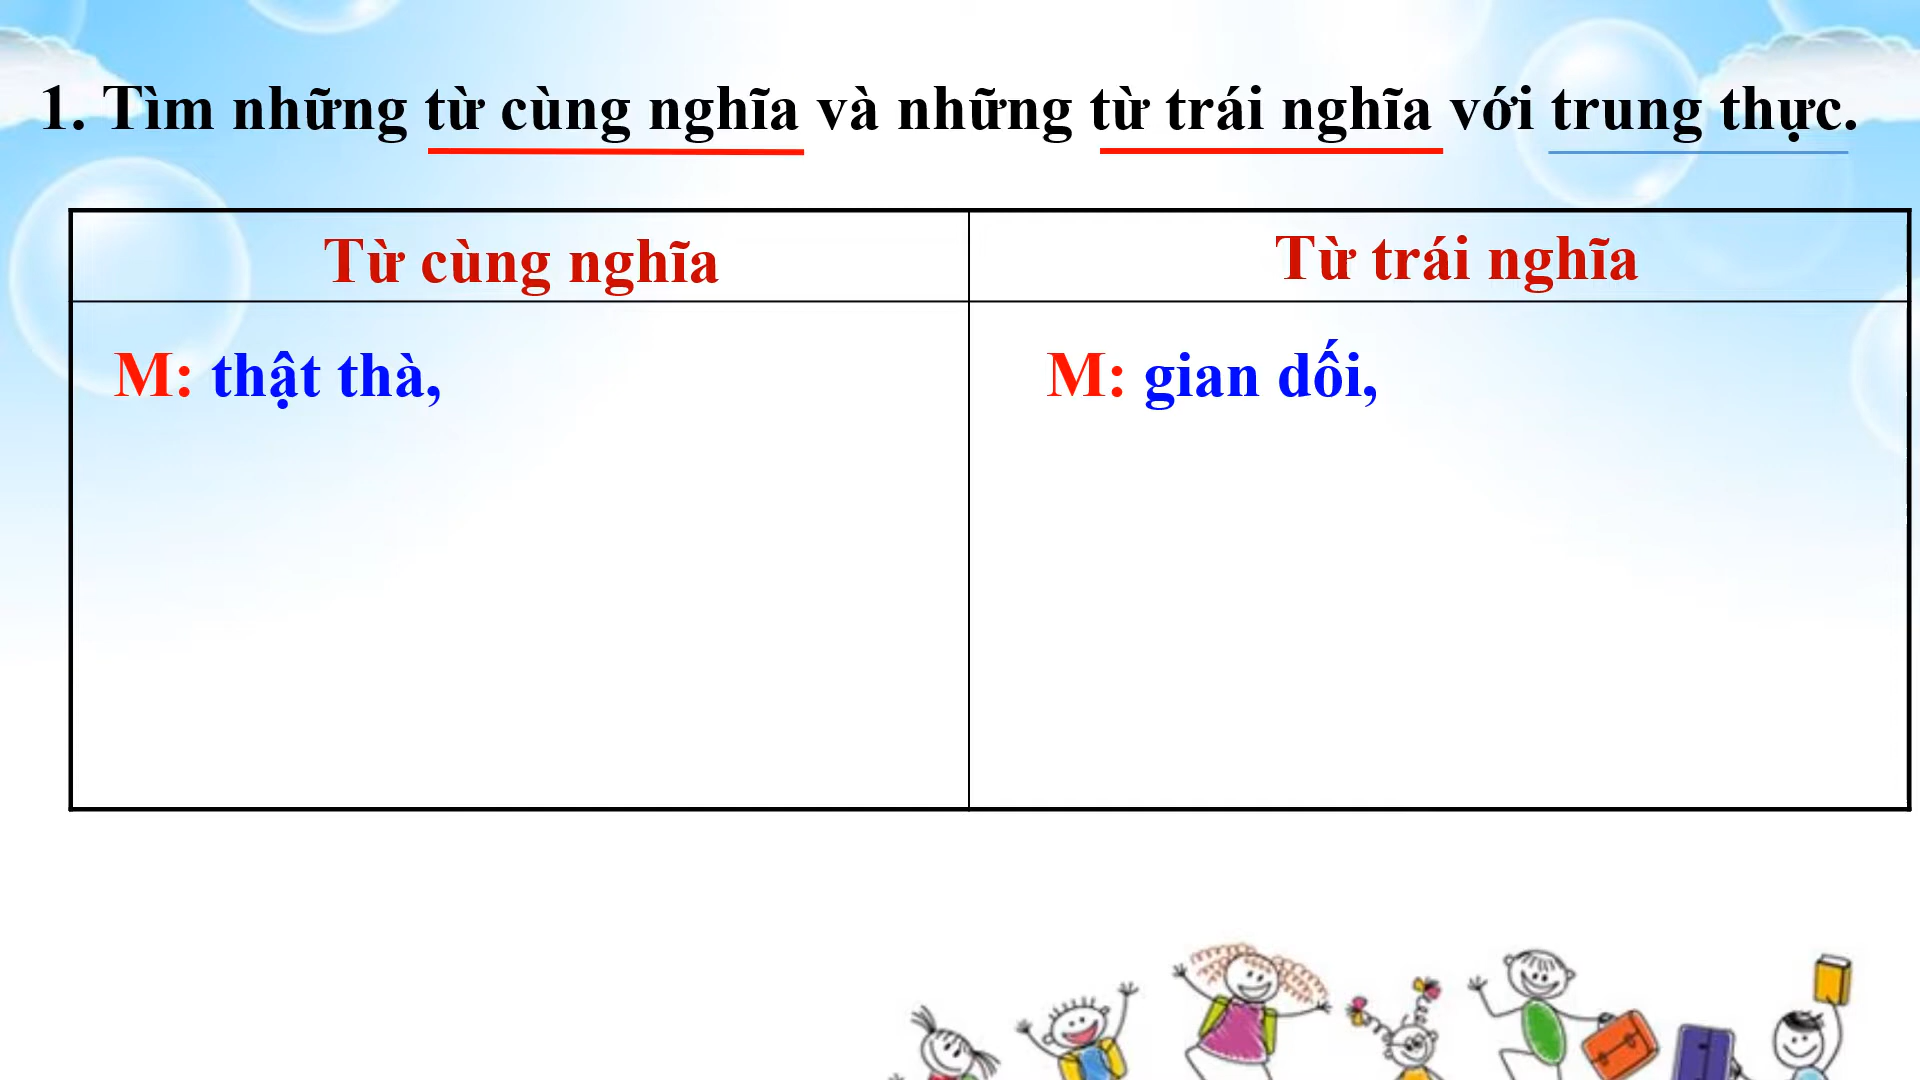 1. Tìm những từ cùng nghĩa và những từ trái nghĩa với trung thực.
Từ cùng nghĩa
Từ trái nghĩa
M: thật thà,
M: gian dối,